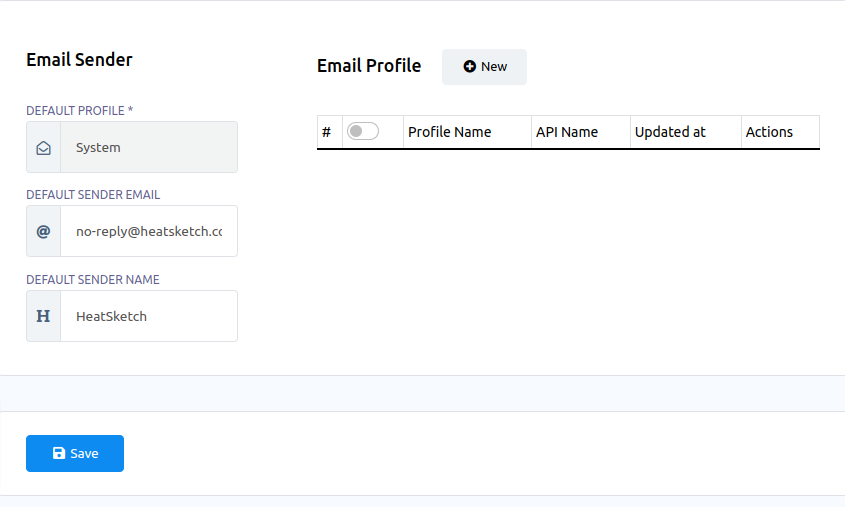 Email Sender
DEFAULT PROFILE *
System
DEFAULT SENDER EMAIL
@ no-reply@heatsketch.cc
DEFAULT SENDER NAME
H HeatSketch
Email Profile
New
# Profile Name API Name Updated at Actions
Save